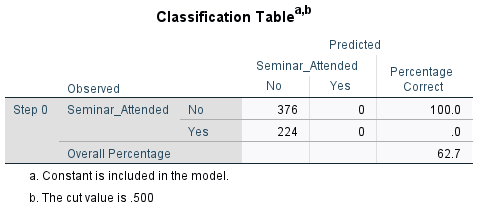 Classification Table a,b
Predicted
Seminar_Attended Percentage Correct
Observed No Yes
Step 0 Seminar_Attended No 376 0 100.0
Yes 224 0 .0
Overall Percentage 62.7
a. Constant is included in the model.
b. The cut value is .500